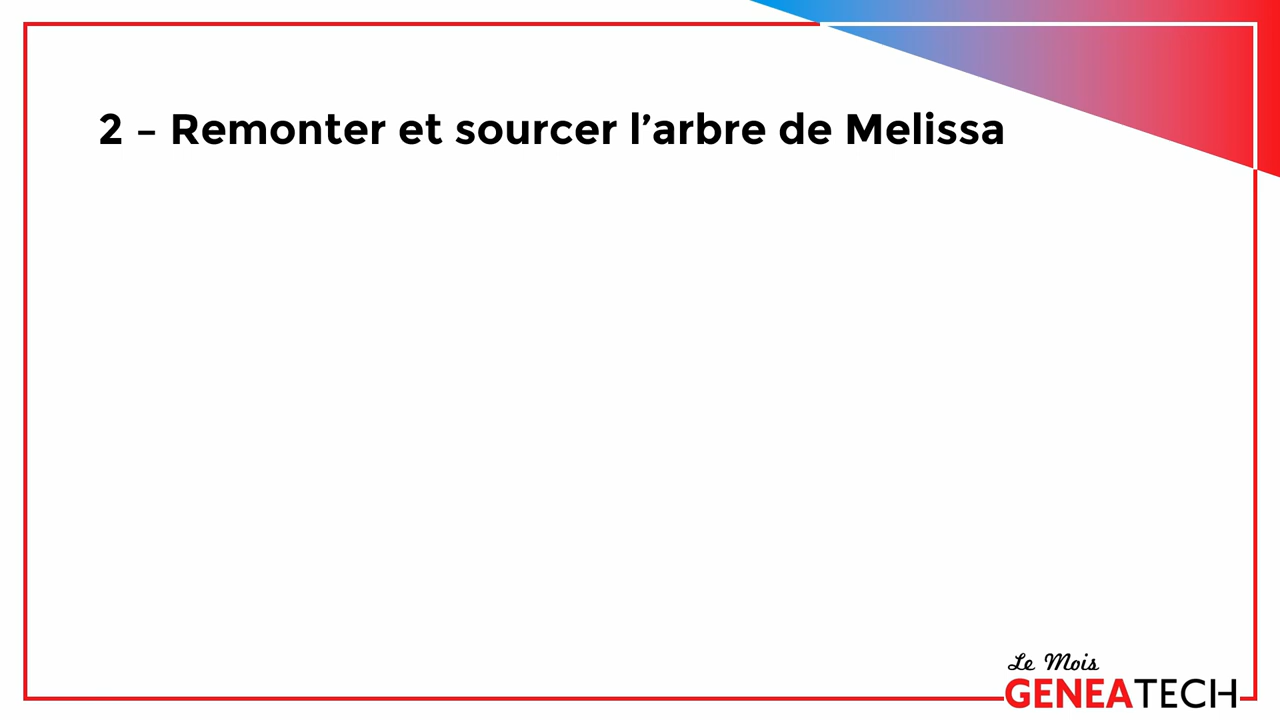 2 – Remonter et sourcer l’arbre de Melissa
Le Mois
GENEATECH